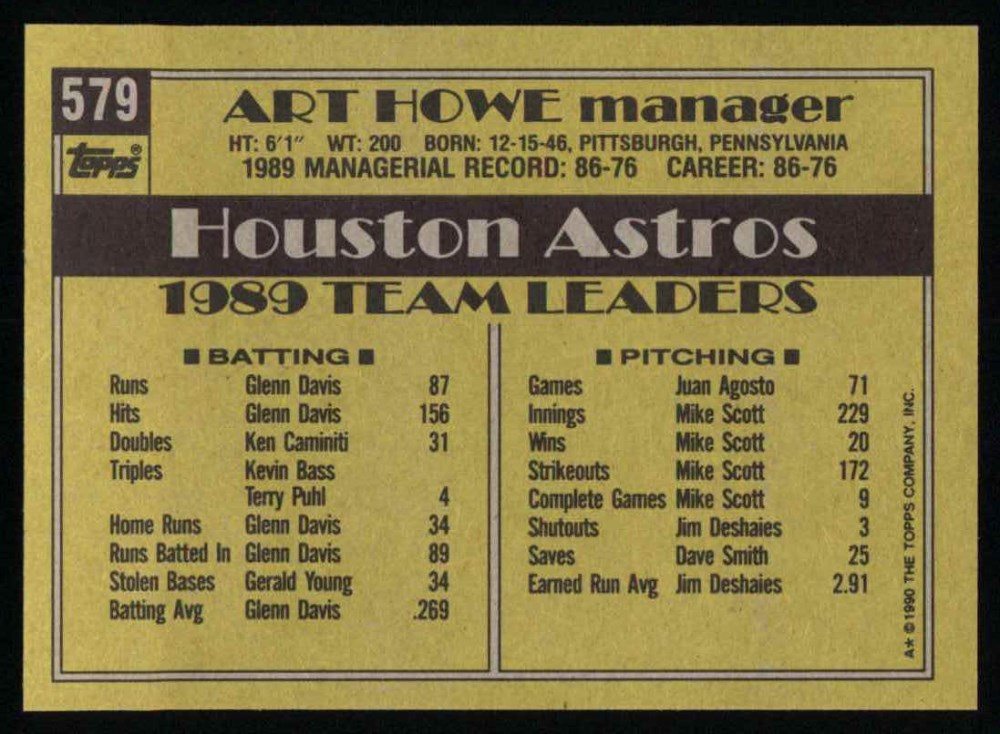 579
topps®
ART HOWE manager
HT: 6'1" WT: 200 BORN: 12-15-46, PITTSBURGH, PENNSYLVANIA
1989 MANAGERIAL RECORD: 86-76 CAREER: 86-76
Houston Astros
1989 TEAM LEADERS
■ BATTING ■
Runs Glenn Davis 87
Hits Glenn Davis 156
Doubles Ken Caminiti 31
Triples Kevin Bass
Terry Puhl 4
Home Runs Glenn Davis 34
Runs Batted In Glenn Davis 89
Stolen Bases Gerald Young 34
Batting Avg Glenn Davis .269
■ PITCHING ■
Games Juan Agosto 71
Innings Mike Scott 229
Wins Mike Scott 20
Strikeouts Mike Scott 172
Complete Games Mike Scott 9
Shutouts Jim Deshaies 3
Saves Dave Smith 25
Earned Run Avg Jim Deshaies 2.91
A* © 1990 THE TOPPS COMPANY, INC.